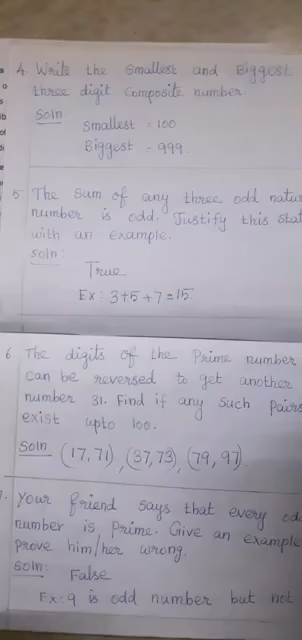 4. Write the Smallest and Biggest
three digit Composite number.
Soln
Smallest - 100
Biggest - 999.
5. The Sum of any three odd
number is odd. Justify this
with an example.
Soln:
True
Ex: 3+5+7=15.
6 The digits of the Prime number
can be reversed to get another
number 31. Find if any such Pairs
exist upto 100.
Soln (17,71), (37,73), (79,97).
Your friend says that every
number is Prime. Give an example
Prove him/her wrong.
Soln: False
Ex: 9 is odd number but not